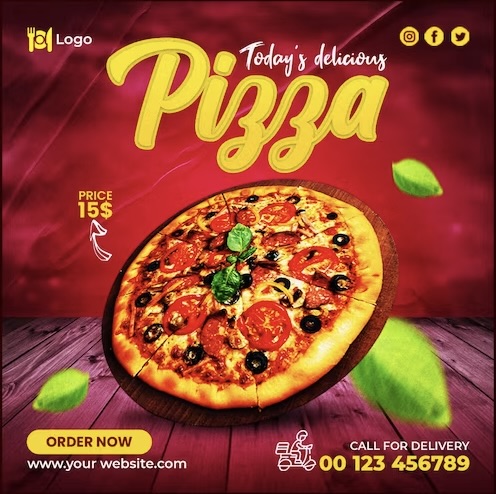 Logo
Today's delicious
Pizza
PRICE
15$
ORDER NOW
www.your website.com
CALL FOR DELIVERY
00 123 456789